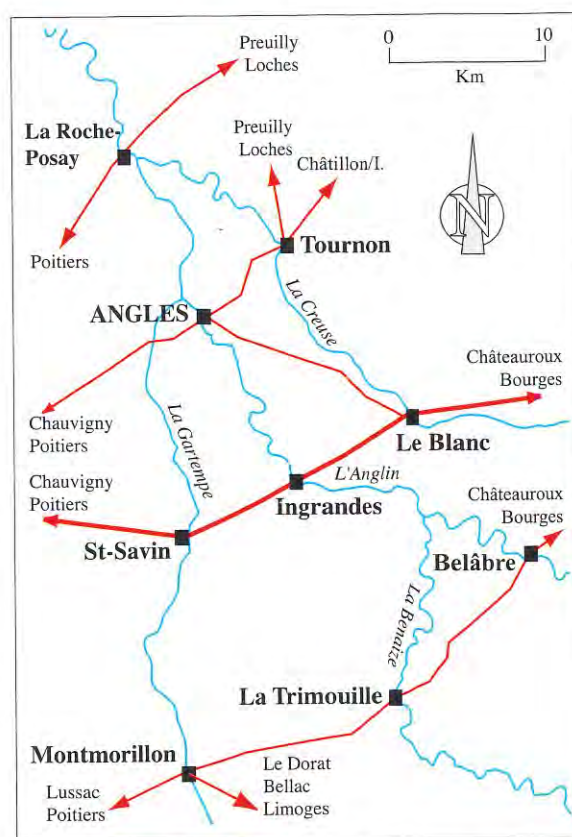 Preuilly
Loches
0 10
Km
La Roche-
Posay
Preuilly
Loches
Châtillon/I.
N
Poitiers
Tournon
La Creuse
ANGLES
Châteauroux
Bourges
Chauvigny
Poitiers
La Gartempe
Le Blanc
Chauvigny
Poitiers
L'Anglin
Ingrandes
Châteauroux
Bourges
St-Savin
Belâbre
La Benaize
La Trimouille
Montmorillon
Le Dorat
Bellac
Limoges
Lussac
Poitiers